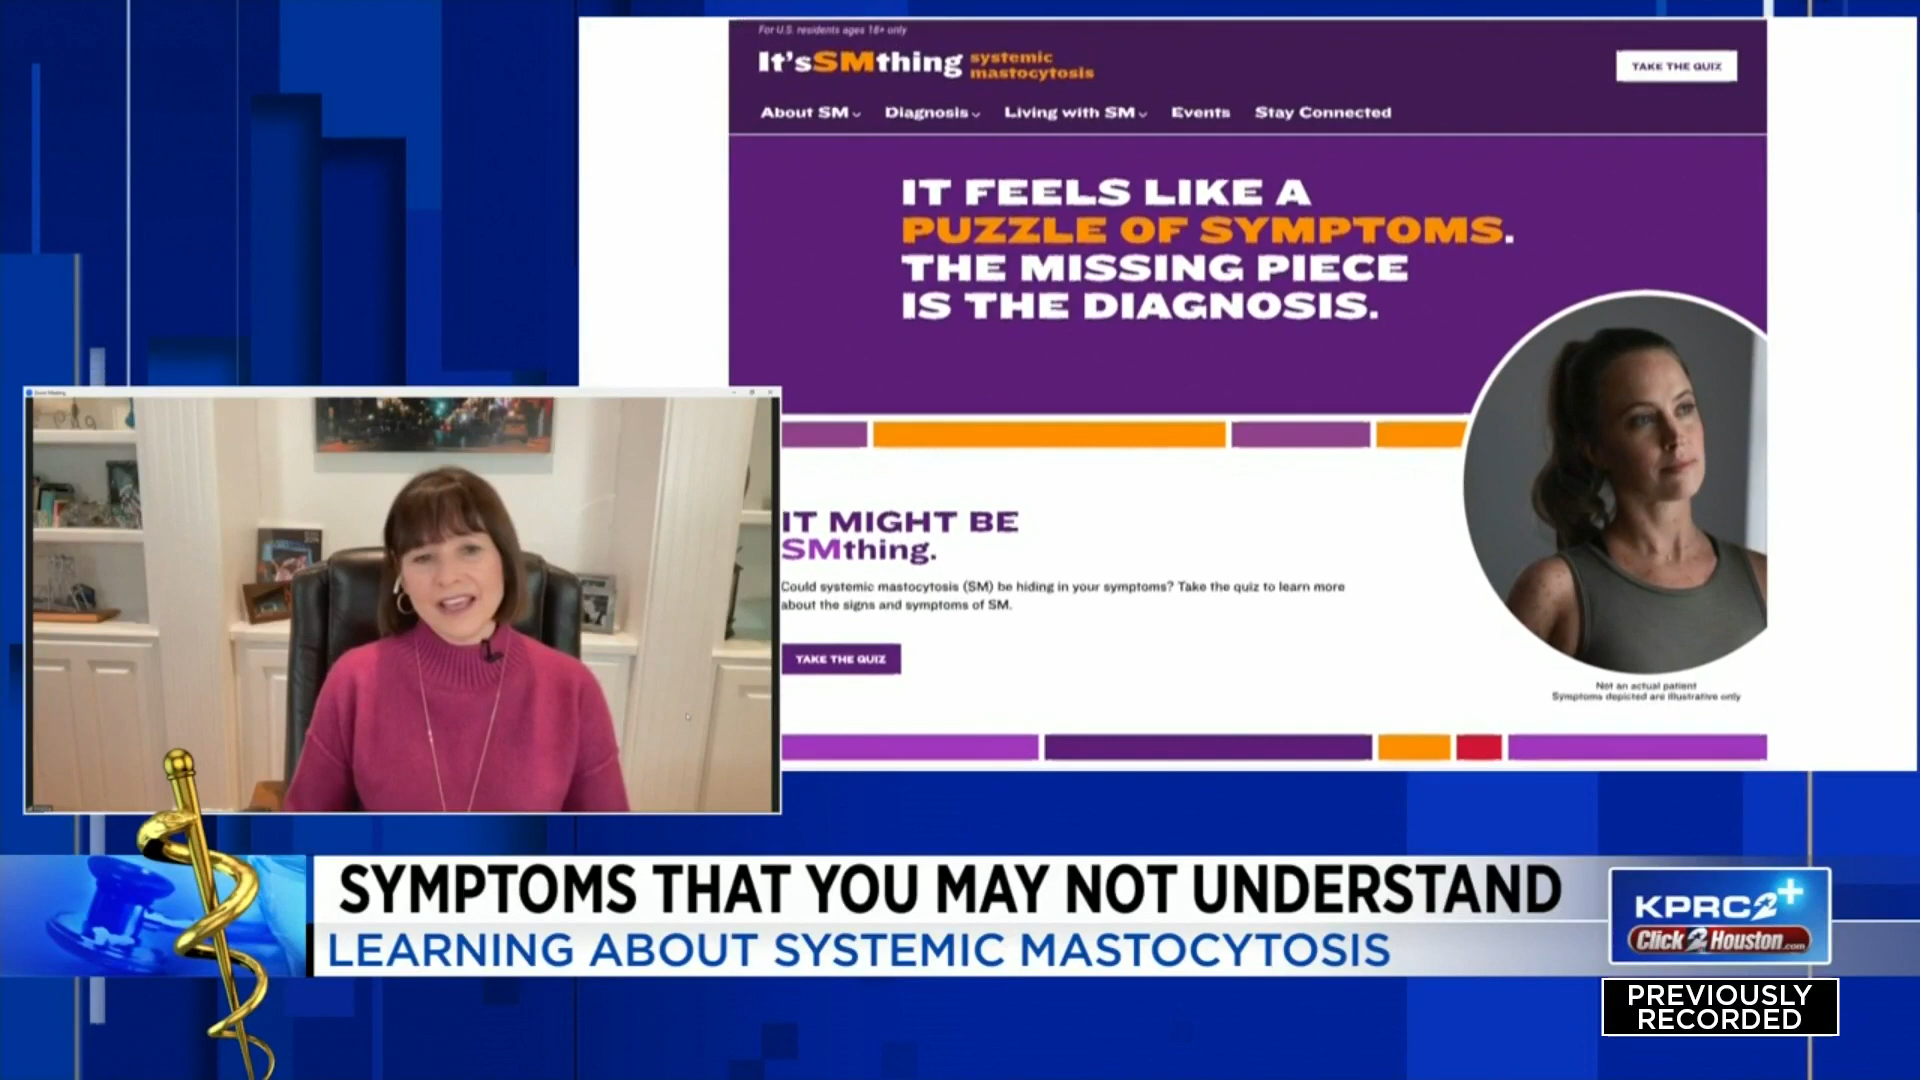 For U.S. residents ages 18+ only
It'sSMthing systemic
mastocytosis
TAKE THE QUIZ
About SM Diagnosis Living with SM Events Stay Connected
IT FEELS LIKE A
PUZZLE OF SYMPTOMS.
THE MISSING PIECE
IS THE DIAGNOSIS.
IT MIGHT BE
SMthing.
Could systemic mastocytosis (SM) be hiding in your symptoms? Take the quiz to learn more
about the signs and symptoms of SM.
TAKE THE QUIZ
Not an actual patient
Symptoms depicted are illustrative only
Zoom Meeting
SYMPTOMS THAT YOU MAY NOT UNDERSTAND
LEARNING ABOUT SYSTEMIC MASTOCYTOSIS
KPRC2+
Click2Houston.com
PREVIOUSLY
RECORDED